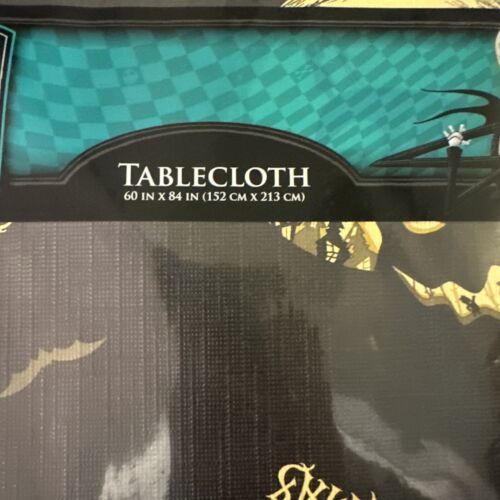 TABLECLOTH
60 IN X 84 IN (152 CM X 213 CM)